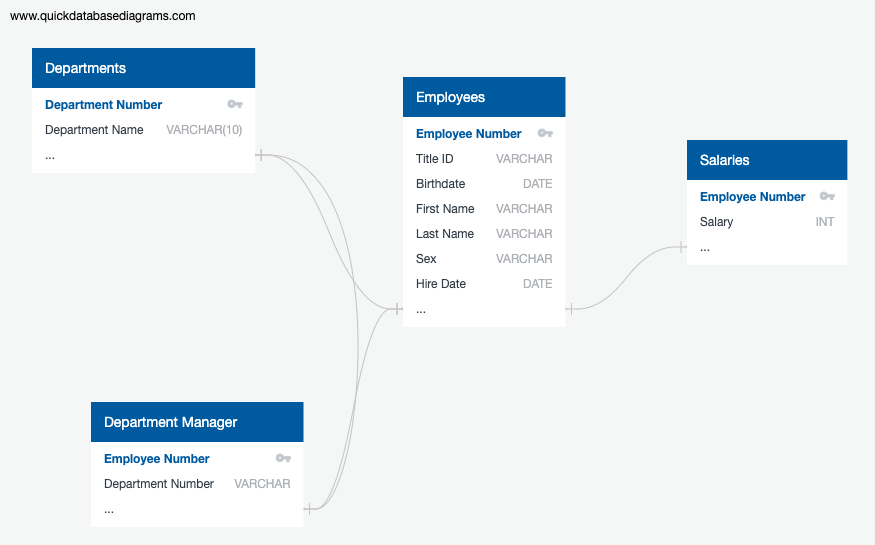 www.quickdatabasediagrams.com
Departments
Department Number
Department Name VARCHAR(10)
...
Employees
Employee Number
Title ID VARCHAR
Birthdate DATE
First Name VARCHAR
Last Name VARCHAR
Sex VARCHAR
Hire Date DATE
...
Salaries
Employee Number
Salary INT
...
Department Manager
Employee Number
Department Number VARCHAR
...